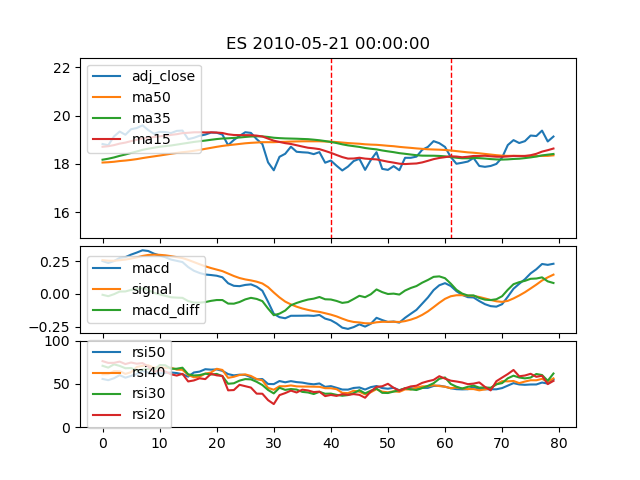 ES 2010-05-21 00:00:00
22
20
18
16
adj_close
ma50
ma35
ma15
0.25
0.00
−0.25
macd
signal
macd_diff
100
50
0
rsi50
rsi40
rsi30
rsi20
0 10 20 30 40 50 60 70 80